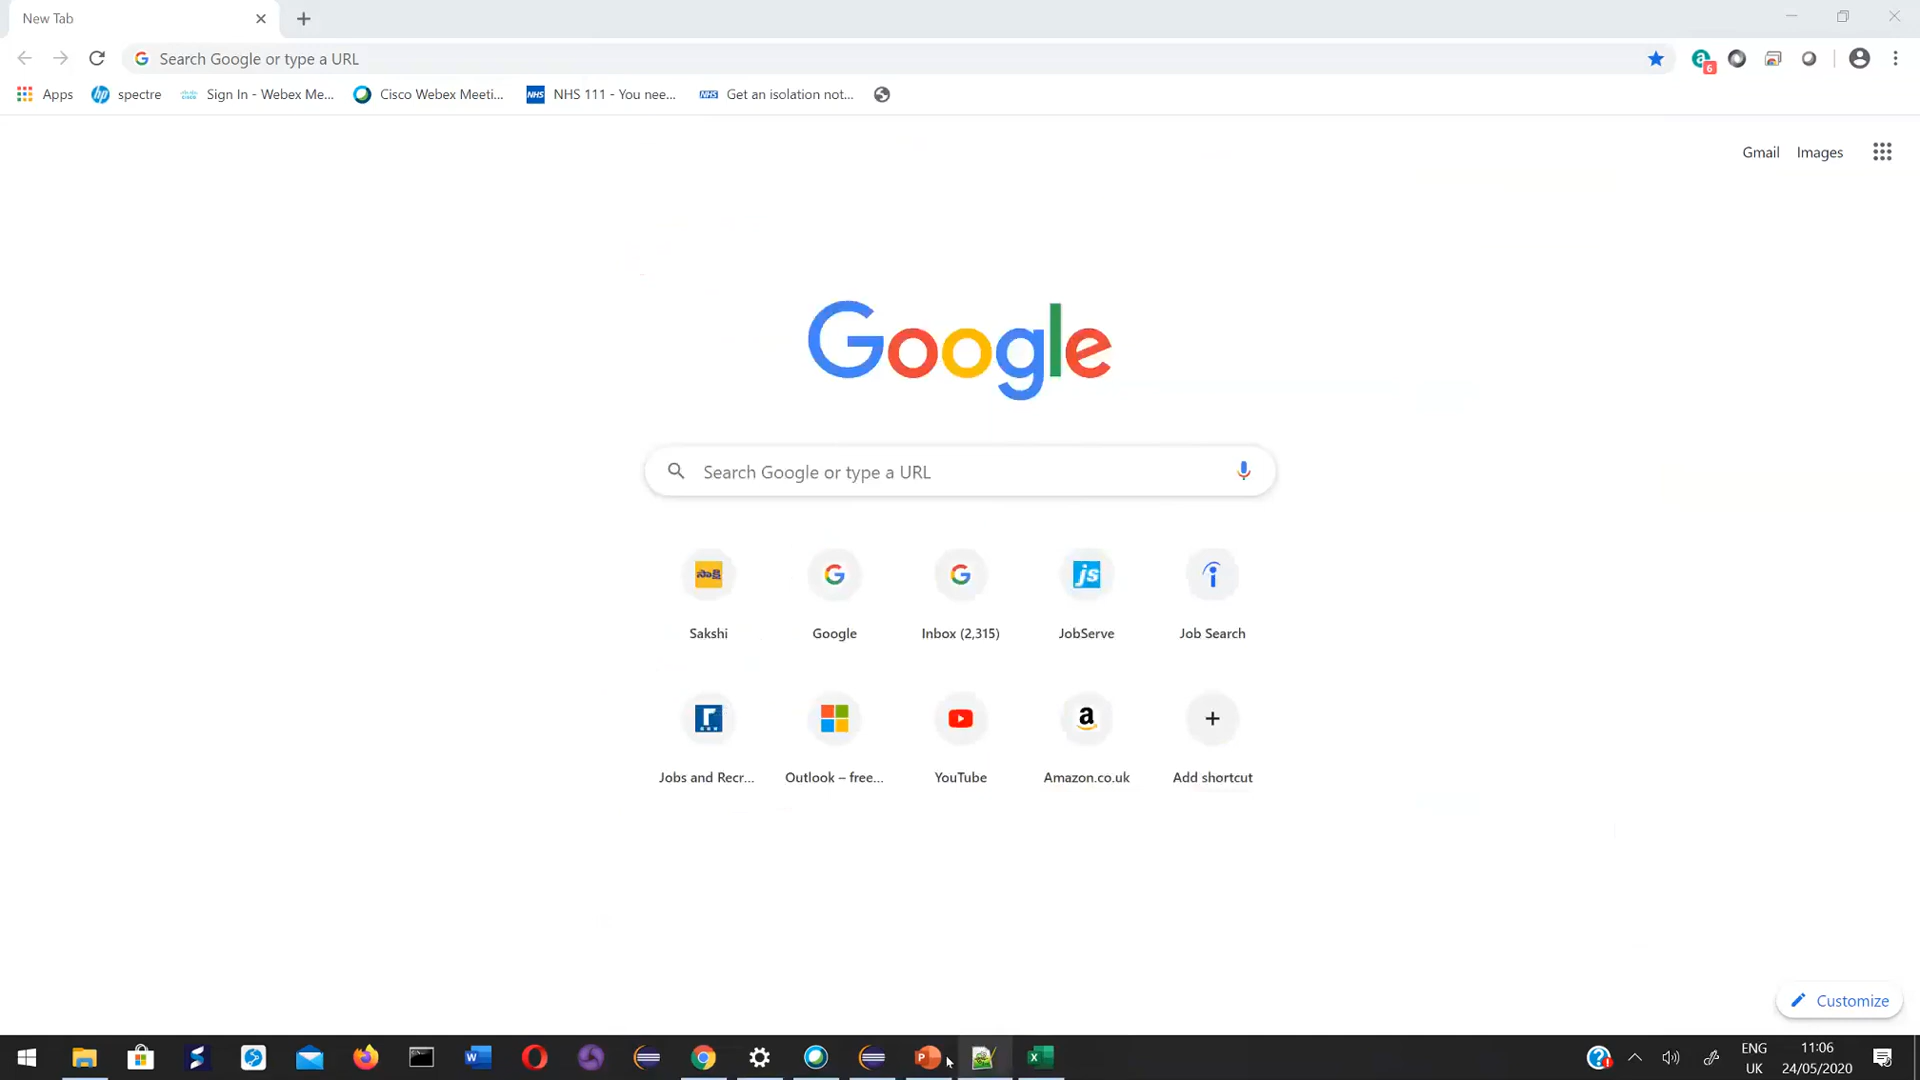 New Tab
Search Google or type a URL
6
Apps
spectre
Sign In - Webex Me...
Cisco Webex Meeti...
NHS 111 - You nee...
Get an isolation not...
Gmail
Images
Google
Search Google or type a URL
సాక్షి
js
Sakshi
Google
Inbox (2,315)
JobServe
Job Search
Jobs and Recr...
Outlook – free...
YouTube
Amazon.co.uk
Add shortcut
Customize
ENG
UK
11:06
24/05/2020